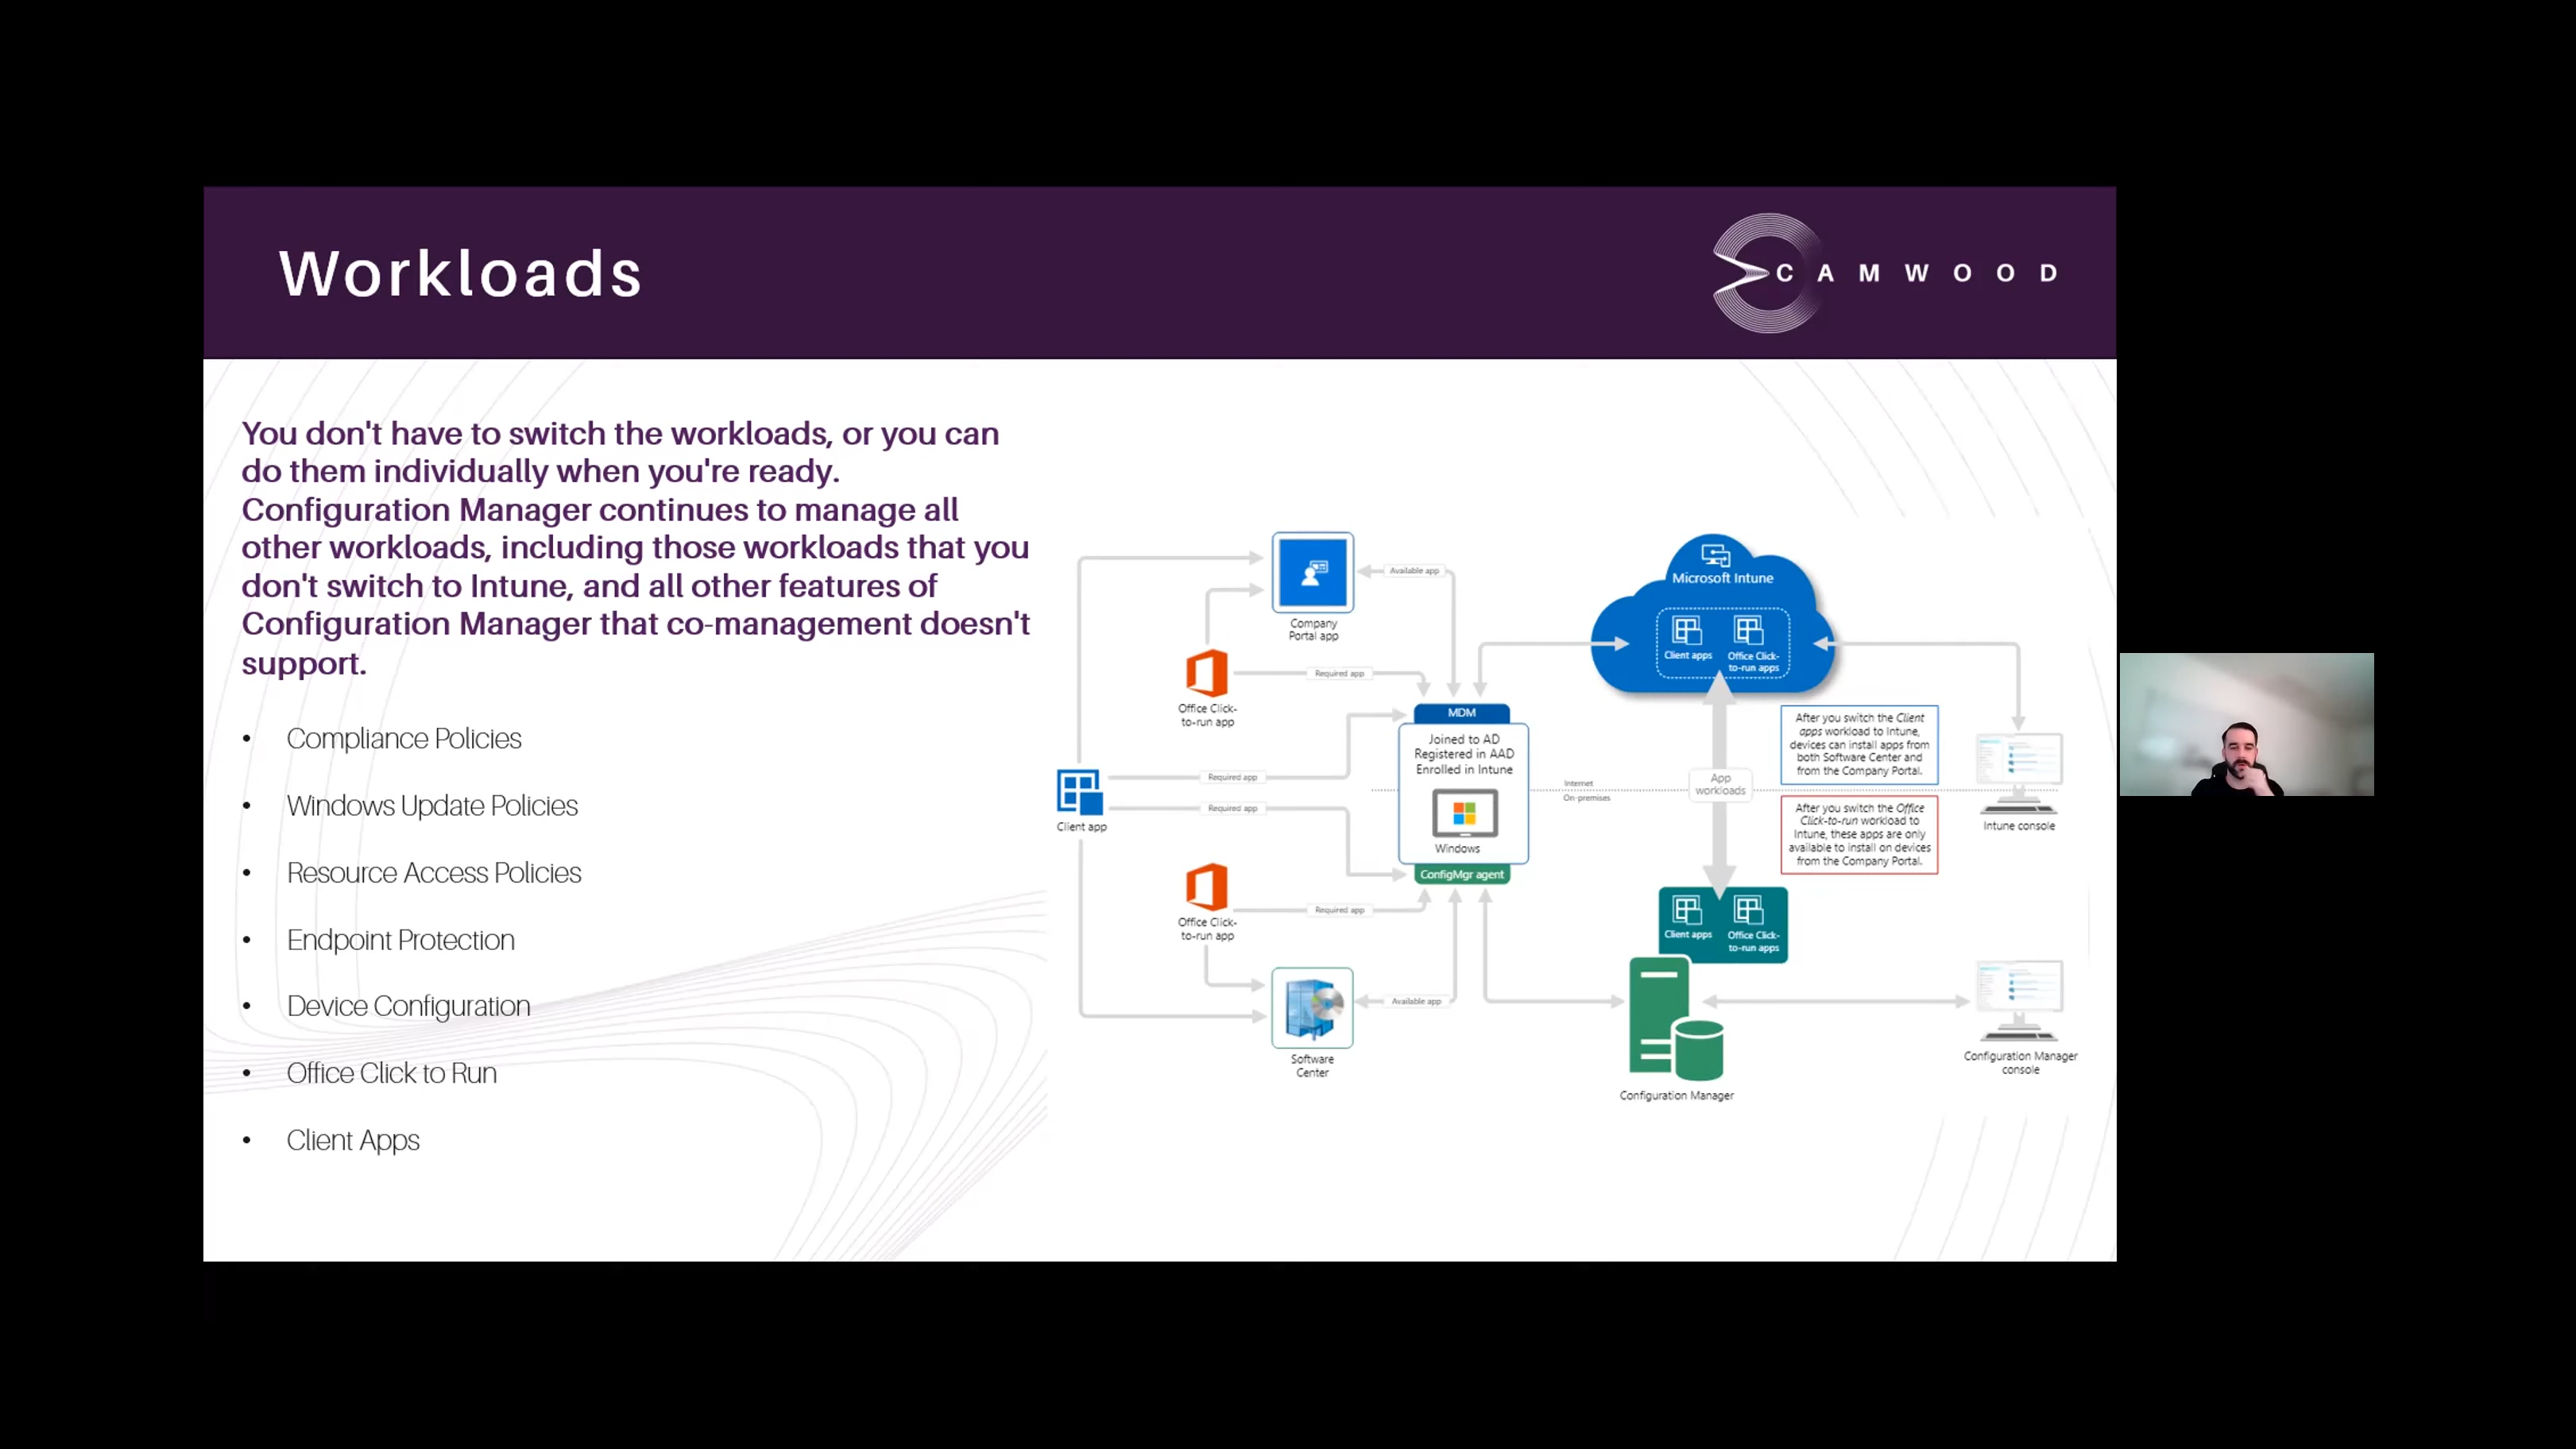 Workloads
CAMWOOD
You don't have to switch the workloads, or you can
do them individually when you're ready.
Configuration Manager continues to manage all
other workloads, including those workloads that you
don't switch to Intune, and all other features of
Configuration Manager that co-management doesn't
support.
• Compliance Policies
• Windows Update Policies
• Resource Access Policies
• Endpoint Protection
• Device Configuration
• Office Click to Run
• Client Apps
Company
Portal app
Available app
Office Click-
to-run app
Required app
Client app
Required app
Required app
Office Click-
to-run app
Required app
Software
Center
Available app
MDM
Joined to AD
Registered in AAD
Enrolled in Intune
Windows
ConfigMgr agent
Microsoft Intune
Client apps
Office Click-
to-run apps
Internet
On-premises
App
workloads
After you switch the Client
apps workload to Intune,
devices can install apps from
both Software Center and
from the Company Portal.
After you switch the Office
Click-to-run workload to
Intune, these apps are only
available to install on devices
from the Company Portal.
Intune console
Client apps
Office Click-
to-run apps
Configuration Manager
Configuration Manager
console